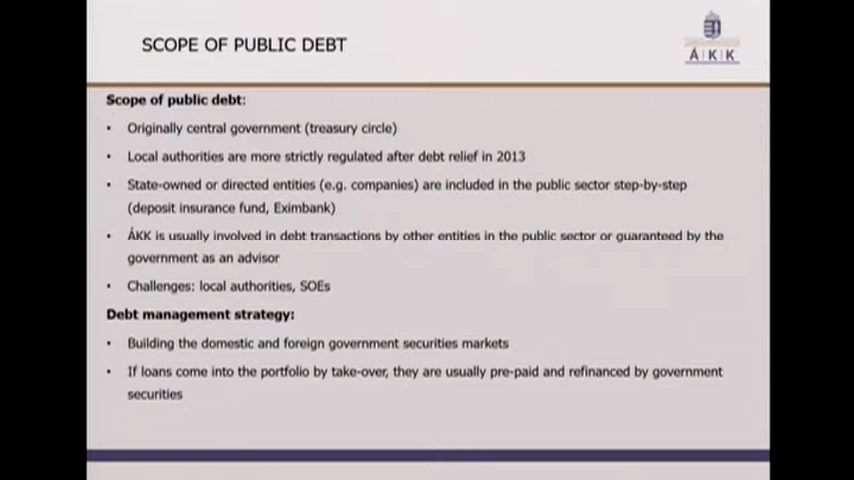 SCOPE OF PUBLIC DEBT
Á K K
Scope of public debt:
• Originally central government (treasury circle)
• Local authorities are more strictly regulated after debt relief in 2013
• State-owned or directed entities (e.g. companies) are included in the public sector step-by-step
(deposit insurance fund, Eximbank)
• ÁKK is usually involved in debt transactions by other entities in the public sector or guaranteed by the
government as an advisor
• Challenges: local authorities, SOEs
Debt management strategy:
• Building the domestic and foreign government securities markets
• If loans come into the portfolio by take-over, they are usually pre-paid and refinanced by government
securities